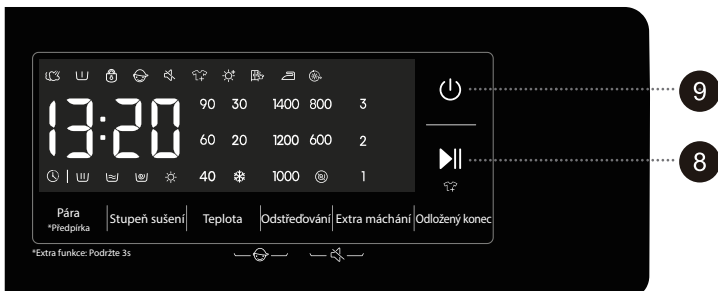 13:20
90 30 1400 800 3
60 20 1200 600 2
40 1000 1
Pára
*Předpírka
Stupeň sušení
Teplota
Odstřeďování
Extra máchání
Odložený konec
*Extra funkce: Podržte 3s
9
8